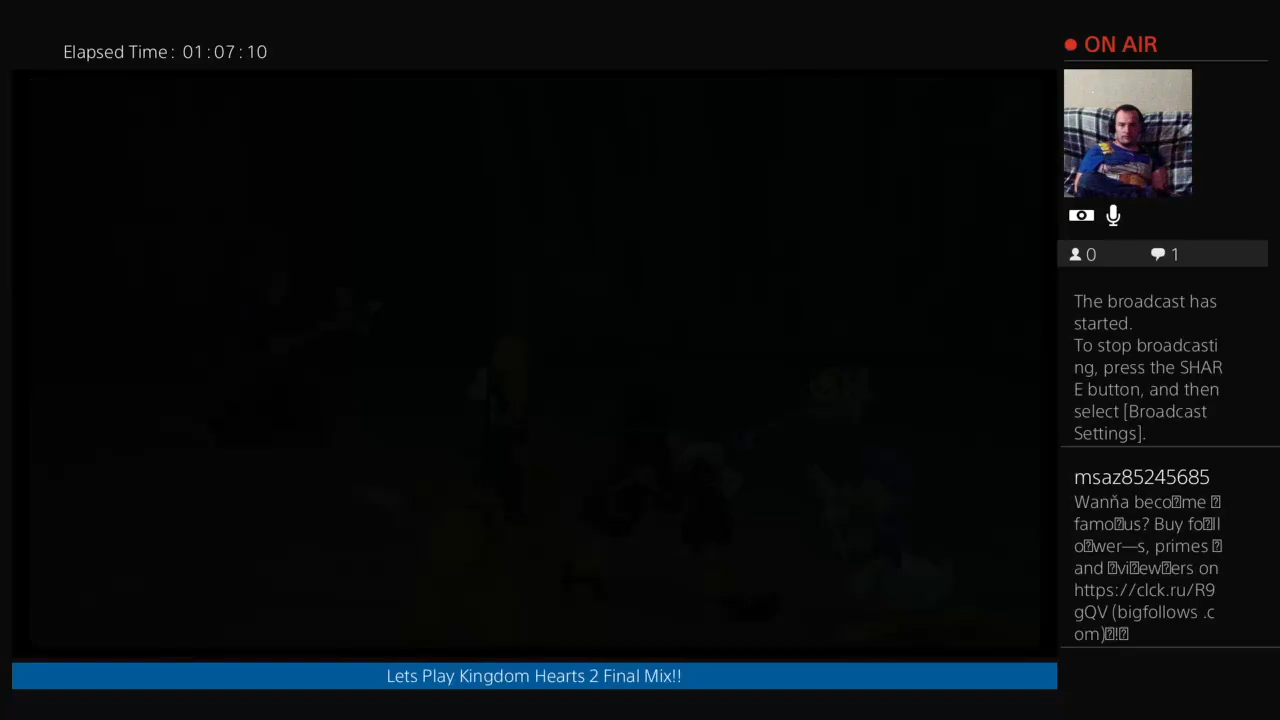 Elapsed Time: 01:07:10
ON AIR
0
1
The broadcast has
started.
To stop broadcasti
ng, press the SHAR
E button, and then
select [Broadcast
Settings].
msaz85245685
Wanňa beco⍰me ⍰
famo⍰us? Buy fo⍰ll
o⍰wer—s, primes ⍰
and ⍰vi⍰ew⍰ers on
https://clck.ru/R9
gQV (bigfollows .c
om)⍰!⍰
Lets Play Kingdom Hearts 2 Final Mix!!